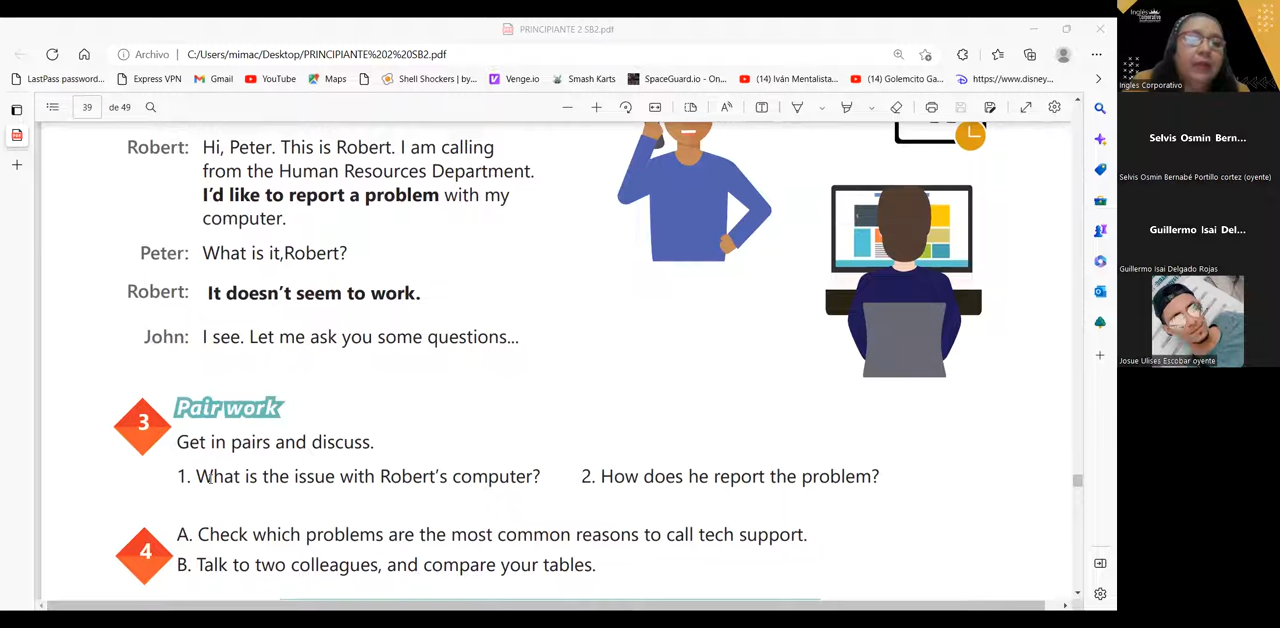 PRINCIPIANTE 2 SB2.pdf
Archivo
C:/Users/mimac/Desktop/PRINCIPIANTE%202%20SB2.pdf
LastPass password...
Express VPN
Gmail
YouTube
Maps
Shell Shockers | by...
Venge.io
Smash Karts
SpaceGuard.io - On...
(14) Iván Mentalista...
(14) Golemcito Ga...
https://www.disney...
39 de 49
Robert: Hi, Peter. This is Robert. I am calling
from the Human Resources Department.
I'd like to report a problem with my
computer.
Peter: What is it,Robert?
Robert: It doesn't seem to work.
John: I see. Let me ask you some questions...
3
Pair work
Get in pairs and discuss.
1. What is the issue with Robert's computer? 2. How does he report the problem?
4
A. Check which problems are the most common reasons to call tech support.
B. Talk to two colleagues, and compare your tables.
Inglés
Corporativo
Ingles Corporativo
Selvis Osmin Bern...
Selvis Osmin Bernabé Portillo cortez (oyente)
Guillermo Isai Del...
Guillermo Isai Delgado Rojas
Josue Ulises Escobar oyente